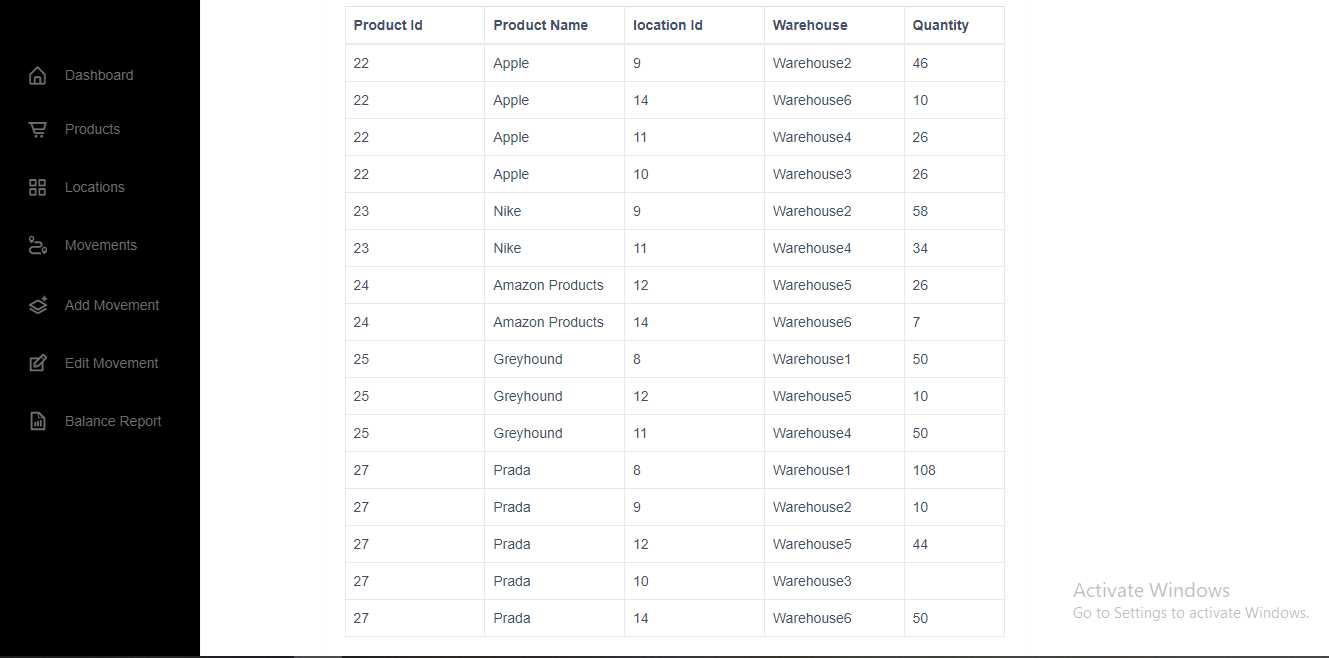 Dashboard
Products
Locations
Movements
Add Movement
Edit Movement
Balance Report
Product Id Product Name location Id Warehouse Quantity
22 Apple 9 Warehouse2 46
22 Apple 14 Warehouse6 10
22 Apple 11 Warehouse4 26
22 Apple 10 Warehouse3 26
23 Nike 9 Warehouse2 58
23 Nike 11 Warehouse4 34
24 Amazon Products 12 Warehouse5 26
24 Amazon Products 14 Warehouse6 7
25 Greyhound 8 Warehouse1 50
25 Greyhound 12 Warehouse5 10
25 Greyhound 11 Warehouse4 50
27 Prada 8 Warehouse1 108
27 Prada 9 Warehouse2 10
27 Prada 12 Warehouse5 44
27 Prada 10 Warehouse3
27 Prada 14 Warehouse6 50
Activate Windows
Go to Settings to activate Windows.